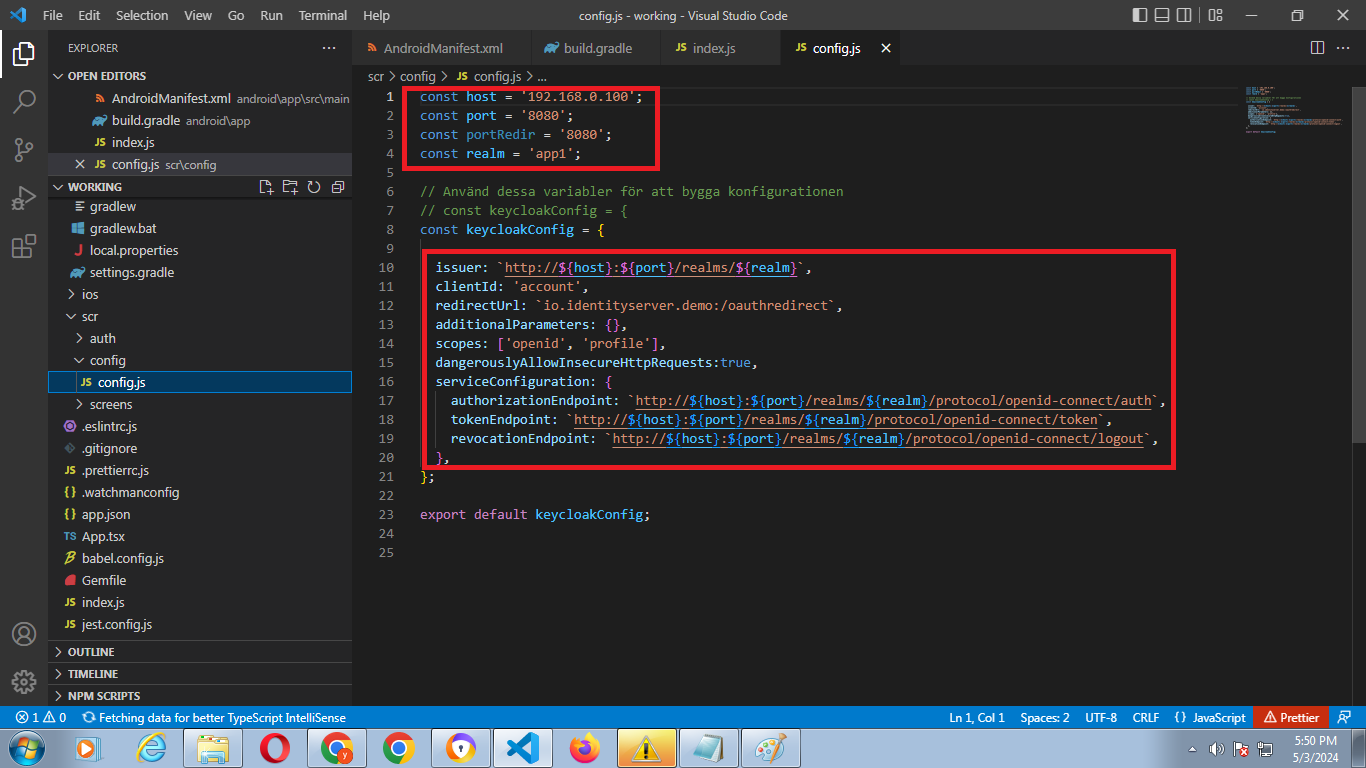 File Edit Selection View Go Run Terminal Help
config.js - working - Visual Studio Code
EXPLORER
OPEN EDITORS
AndroidManifest.xml android\app\src\main
build.gradle android\app
index.js
config.js scr\config
WORKING
gradlew
gradlew.bat
local.properties
settings.gradle
ios
scr
auth
config
JS config.js
screens
.eslintrc.js
.gitignore
JS .prettierrc.js
.watchmanconfig
{} app.json
TS App.tsx
babel.config.js
Gemfile
JS index.js
JS jest.config.js
OUTLINE
TIMELINE
NPM SCRIPTS
AndroidManifest.xml
build.gradle
JS index.js
JS config.js
scr > config > JS config.js > ...
1 const host = '192.168.0.100';
2 const port = '8080';
3 const portRedir = '8080';
4 const realm = 'app1';
5
6 // Använd dessa variabler för att bygga konfigurationen
7 // const keycloakConfig = {
8 const keycloakConfig = {
9
10 issuer: `http://${host}:${port}/realms/${realm}`,
11 clientId: 'account',
12 redirectUrl: `io.identityserver.demo:/oauthredirect`,
13 additionalParameters: {},
14 scopes: ['openid', 'profile'],
15 dangerouslyAllowInsecureHttpRequests:true,
16 serviceConfiguration: {
17 authorizationEndpoint: `http://${host}:${port}/realms/${realm}/protocol/openid-connect/auth`,
18 tokenEndpoint: `http://${host}:${port}/realms/${realm}/protocol/openid-connect/token`,
19 revocationEndpoint: `http://${host}:${port}/realms/${realm}/protocol/openid-connect/logout`,
20 },
21 };
22
23 export default keycloakConfig;
24
25
1 0 Fetching data for better TypeScript IntelliSense
Ln 1, Col 1 Spaces: 2 UTF-8 CRLF {} JavaScript Prettier
5:50 PM
5/3/2024